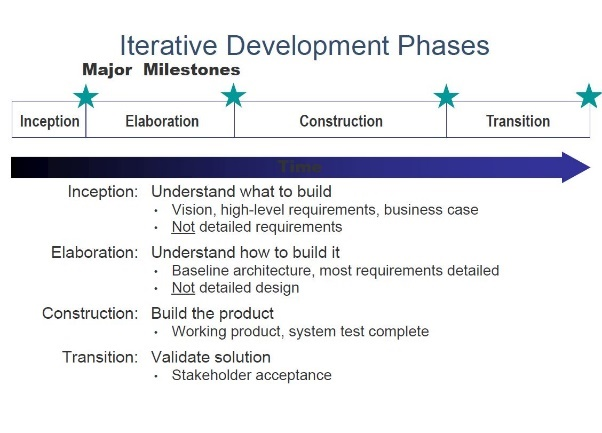 Iterative Development Phases
Major Milestones
Inception Elaboration Construction Transition
Time
Inception: Understand what to build
• Vision, high-level requirements, business case
• Not detailed requirements
Elaboration: Understand how to build it
• Baseline architecture, most requirements detailed
• Not detailed design
Construction: Build the product
• Working product, system test complete
Transition: Validate solution
• Stakeholder acceptance